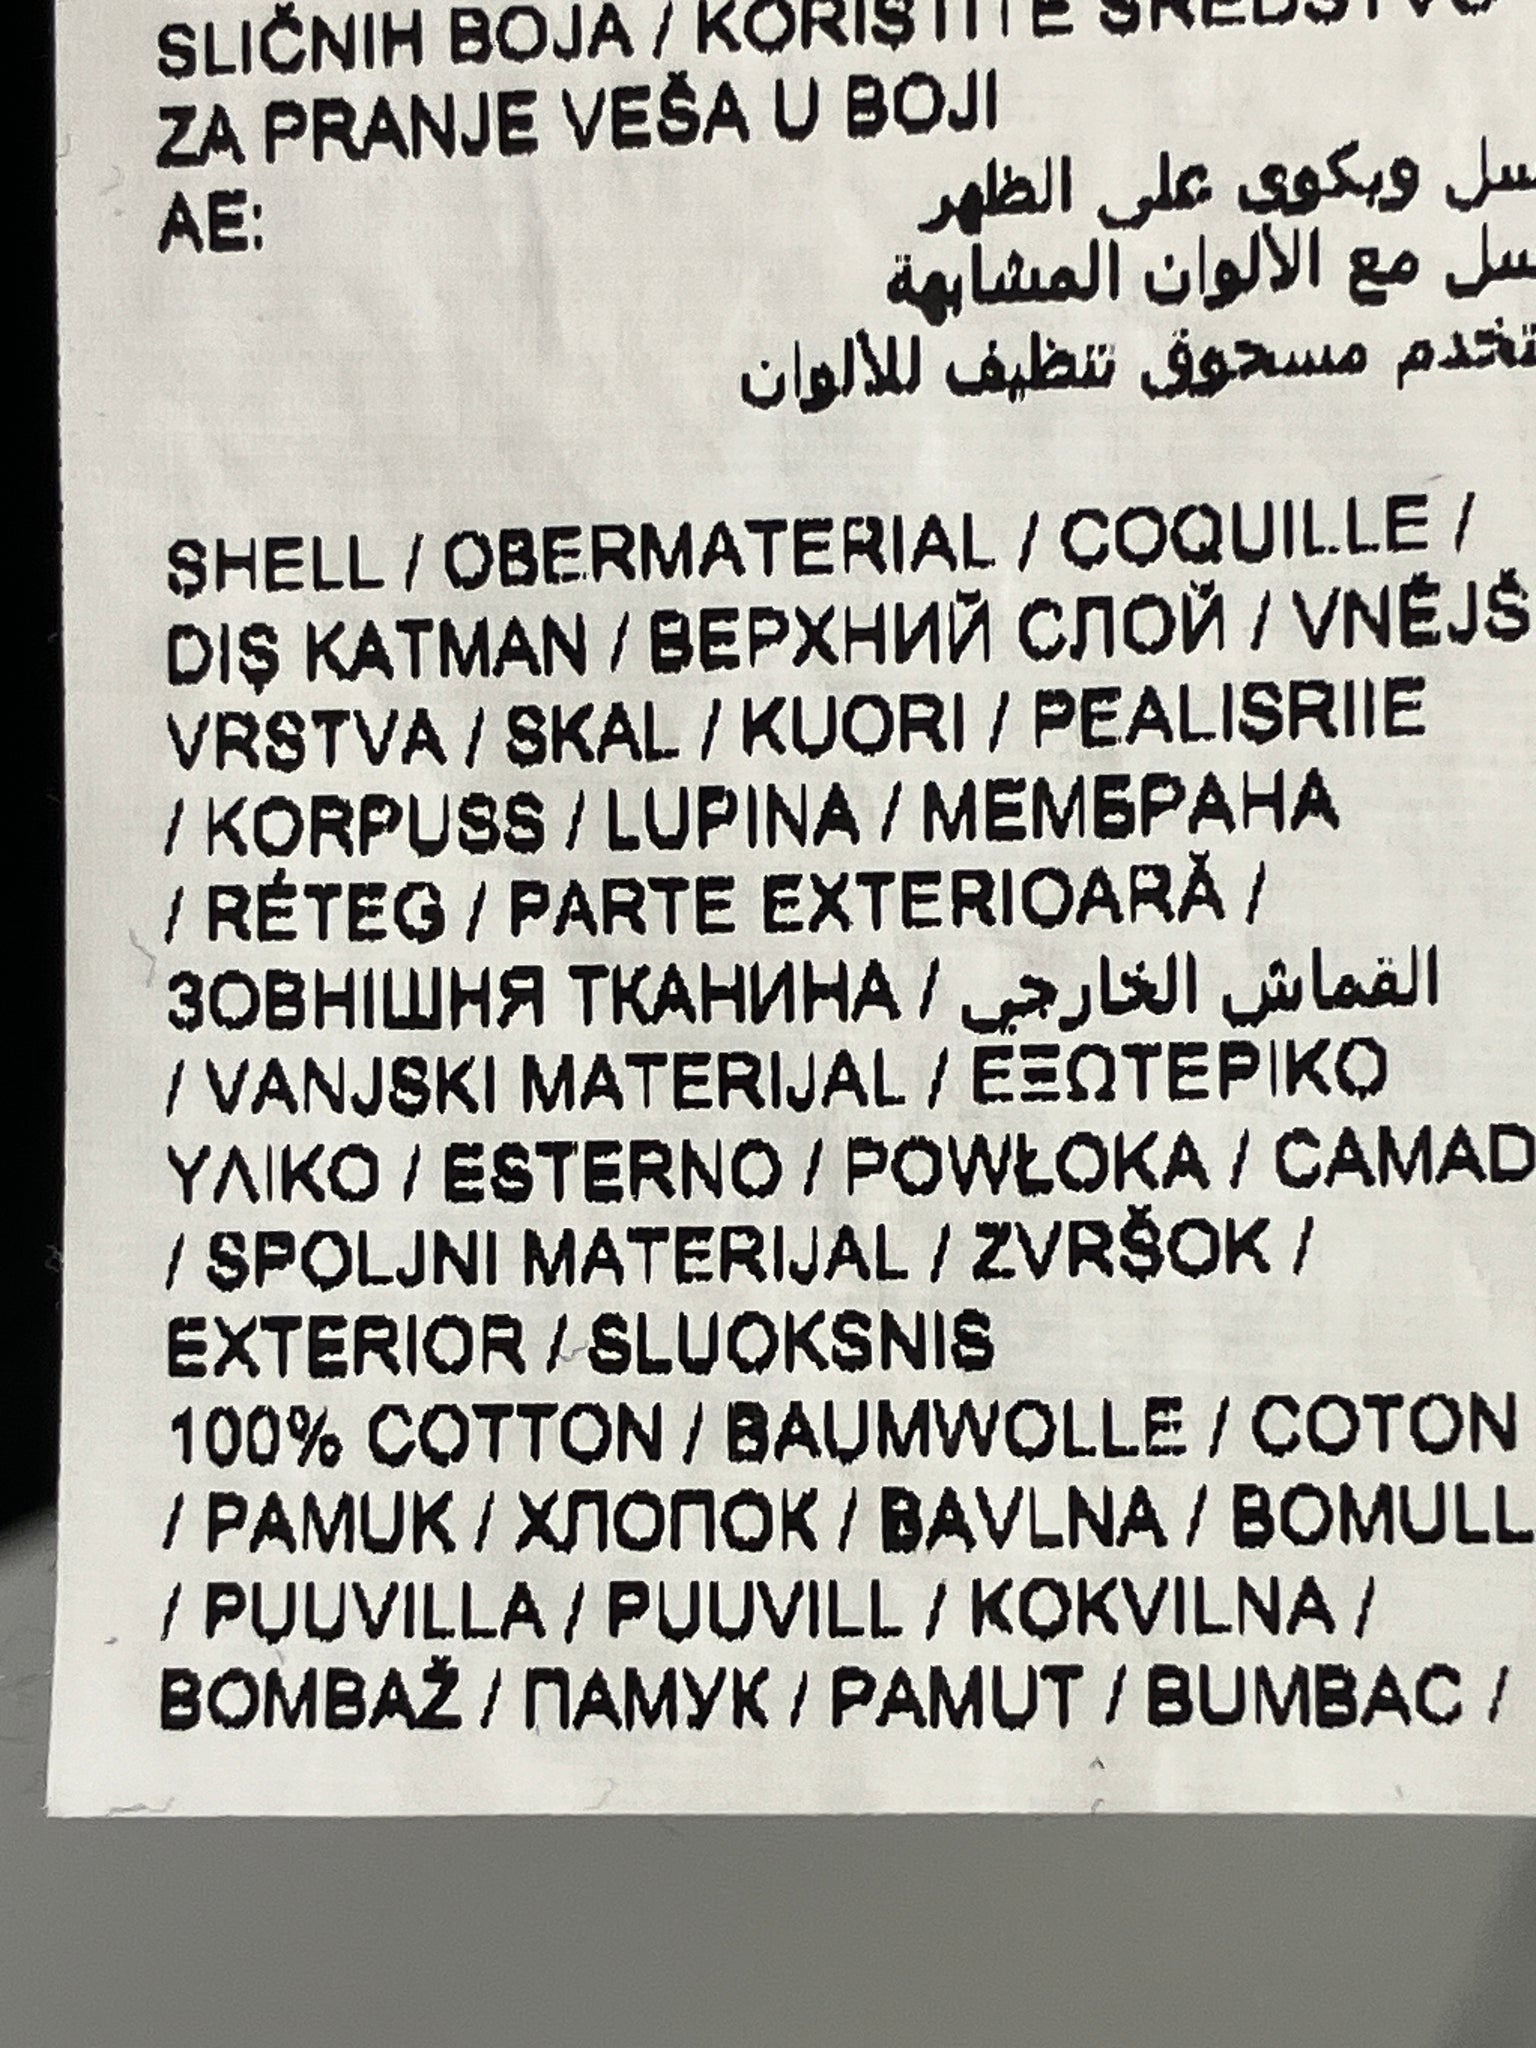 SLIČNIH BOJA / KORISTITE SREDSTVO
ZA PRANJE VEŠA U BOJI
AE:
ويكوى على الظهر
مع الألوان المشابهة
مسحوق تنظيف للألوان
SHELL / OBERMATERIAL / COQUILLE /
DIŞ KATMAN / ВЕРХНИЙ СЛОЙ / VNĚJŠ
VRSTVA / SKAL / KUORI / PEALISRIIE
/ KORPUSS / LUPINA / МЕМБРАНА
/ RÉTEG / PARTE EXTERIOARĂ /
ЗОВНІШНЯ ТКАНИНА / القماش الخارجي
/ VANJSKI MATERIJAL / ΕΞΩΤΕΡΙΚΟ
ΥΛΙΚΟ / ESTERNO / POWŁOKA / CAMAD
/ SPOLJNI MATERIJAL / ZVRŠOK /
EXTERIOR / SLUOKSNIS
100% COTTON / BAUMWOLLE / COTON
/ PAMUK / ХЛОПОК / BAVLNA / BOMULL
/ PUUVILLA / PUUVILL / KOKVILNA /
BOMBAŽ / ПАМУК / PAMUT / BUMBAC /